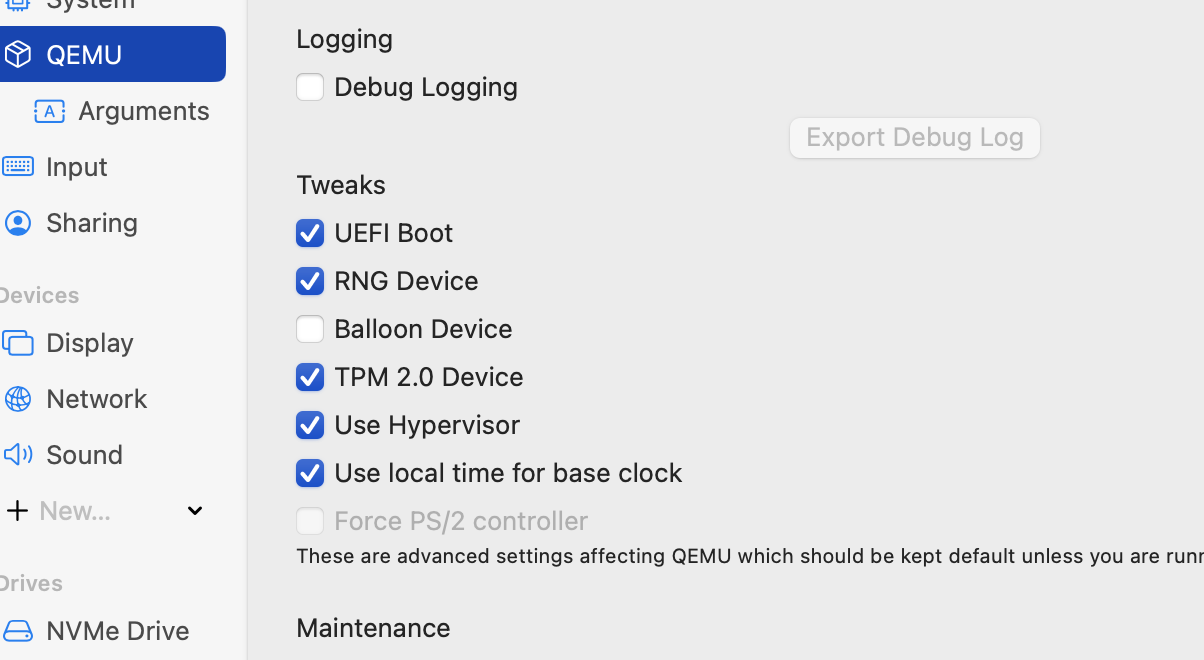 System
QEMU
Arguments
Input
Sharing
Devices
Display
Network
Sound
New...
Drives
NVMe Drive
Logging
Debug Logging
Export Debug Log
Tweaks
UEFI Boot
RNG Device
Balloon Device
TPM 2.0 Device
Use Hypervisor
Use local time for base clock
Force PS/2 controller
These are advanced settings affecting QEMU which should be kept default unless you are
Maintenance